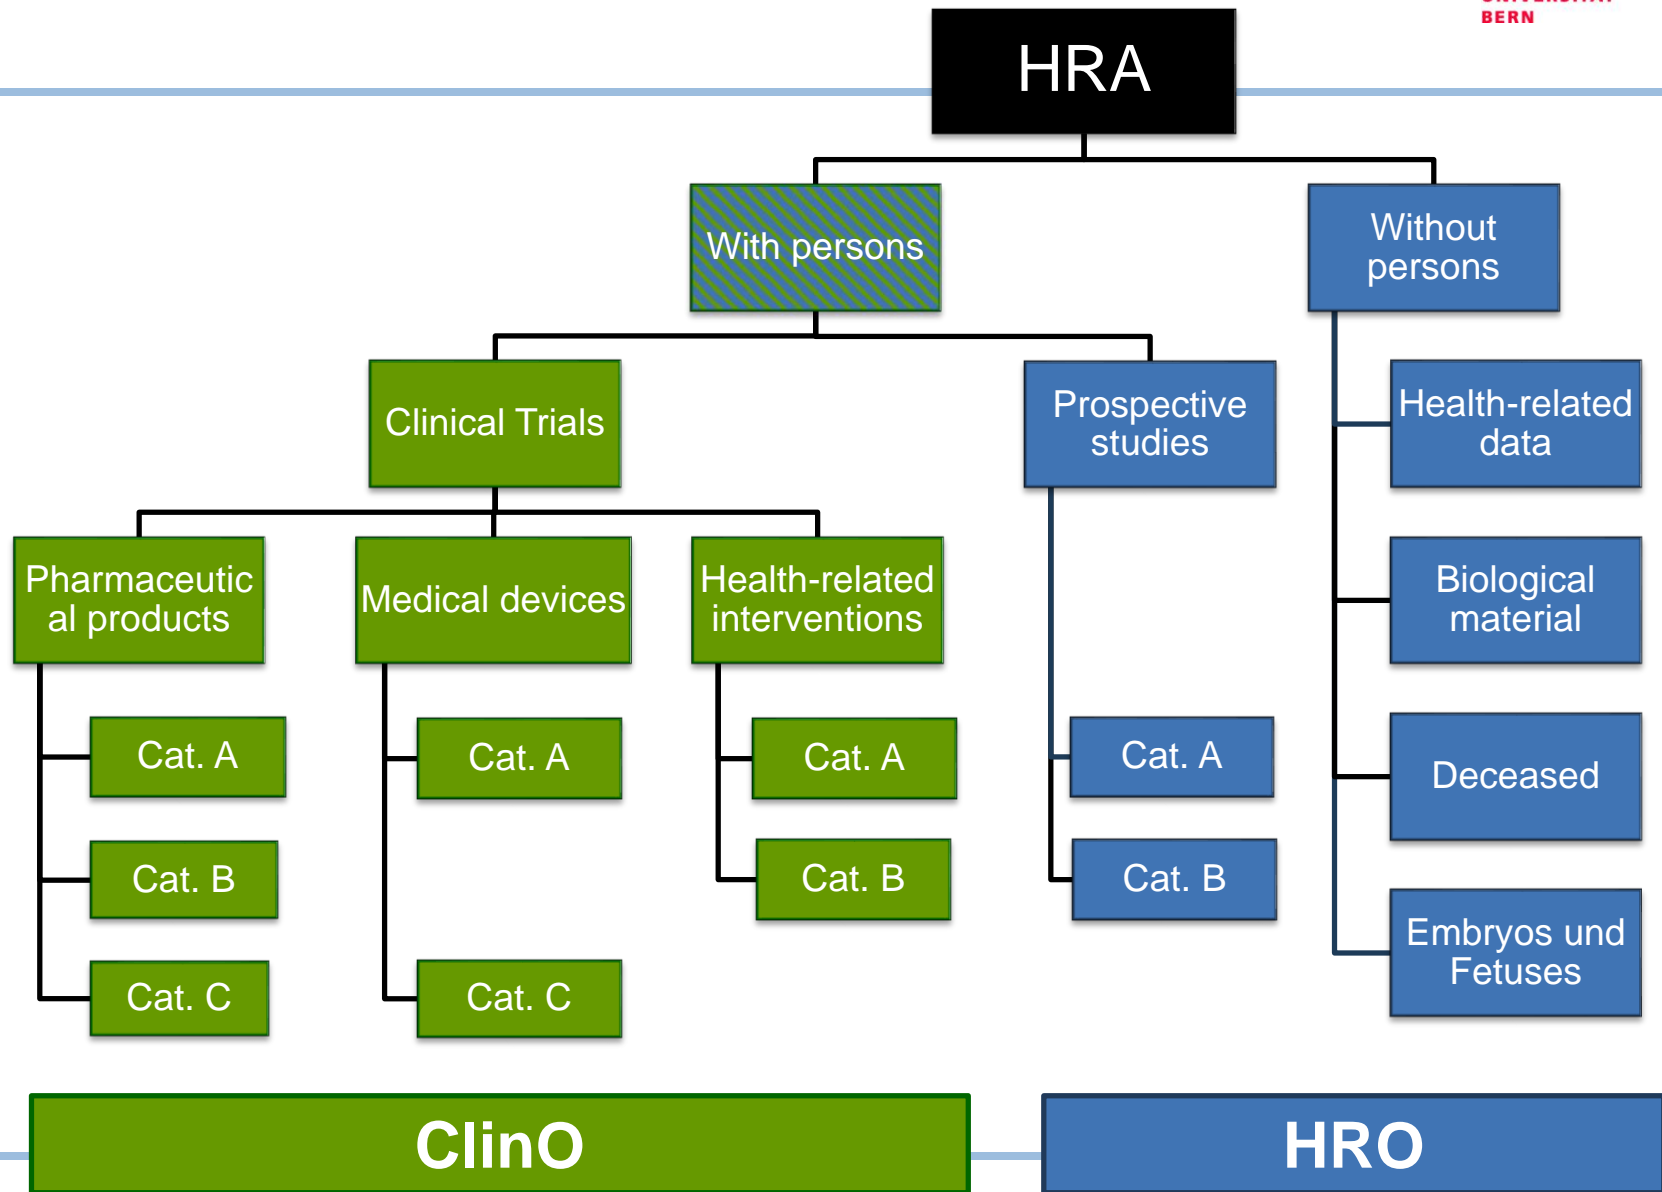 BERN
HRA
With persons
Without
persons
Clinical Trials
Prospective
studies
Health-related
data
Pharmaceutic
al products
Medical devices
Health-related
interventions
Biological
material
Cat. A
Cat. A
Cat. A
Cat. A
Deceased
Cat. B
Cat. B
Cat. B
Embryos und
Fetuses
Cat. C
Cat. C
ClinO
HRO